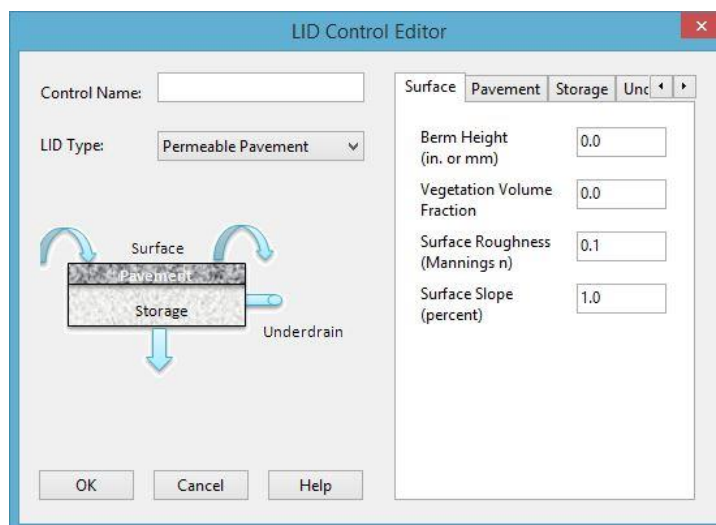 LID Control Editor
x
Control Name:
LID Type:
Permeable Pavement
Surface
Pavement
Storage
Underdrain
OK
Cancel
Help
Surface
Pavement
Storage
Und
Berm Height
(in. or mm)
0.0
Vegetation Volume
Fraction
0.0
Surface Roughness
(Mannings n)
0.1
Surface Slope
(percent)
1.0